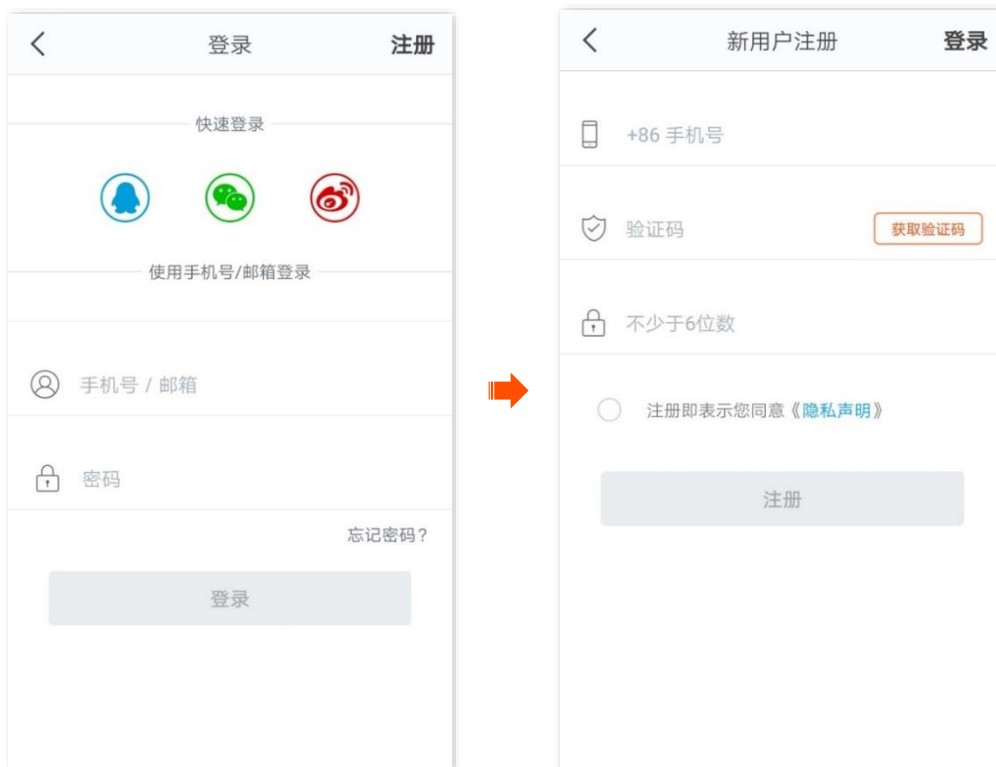 登录
注册
快速登录
使用手机号/邮箱登录
手机号 / 邮箱
密码
忘记密码?
登录
新用户注册
登录
+86 手机号
验证码
获取验证码
不少于6位数
注册即表示您同意《隐私声明》
注册